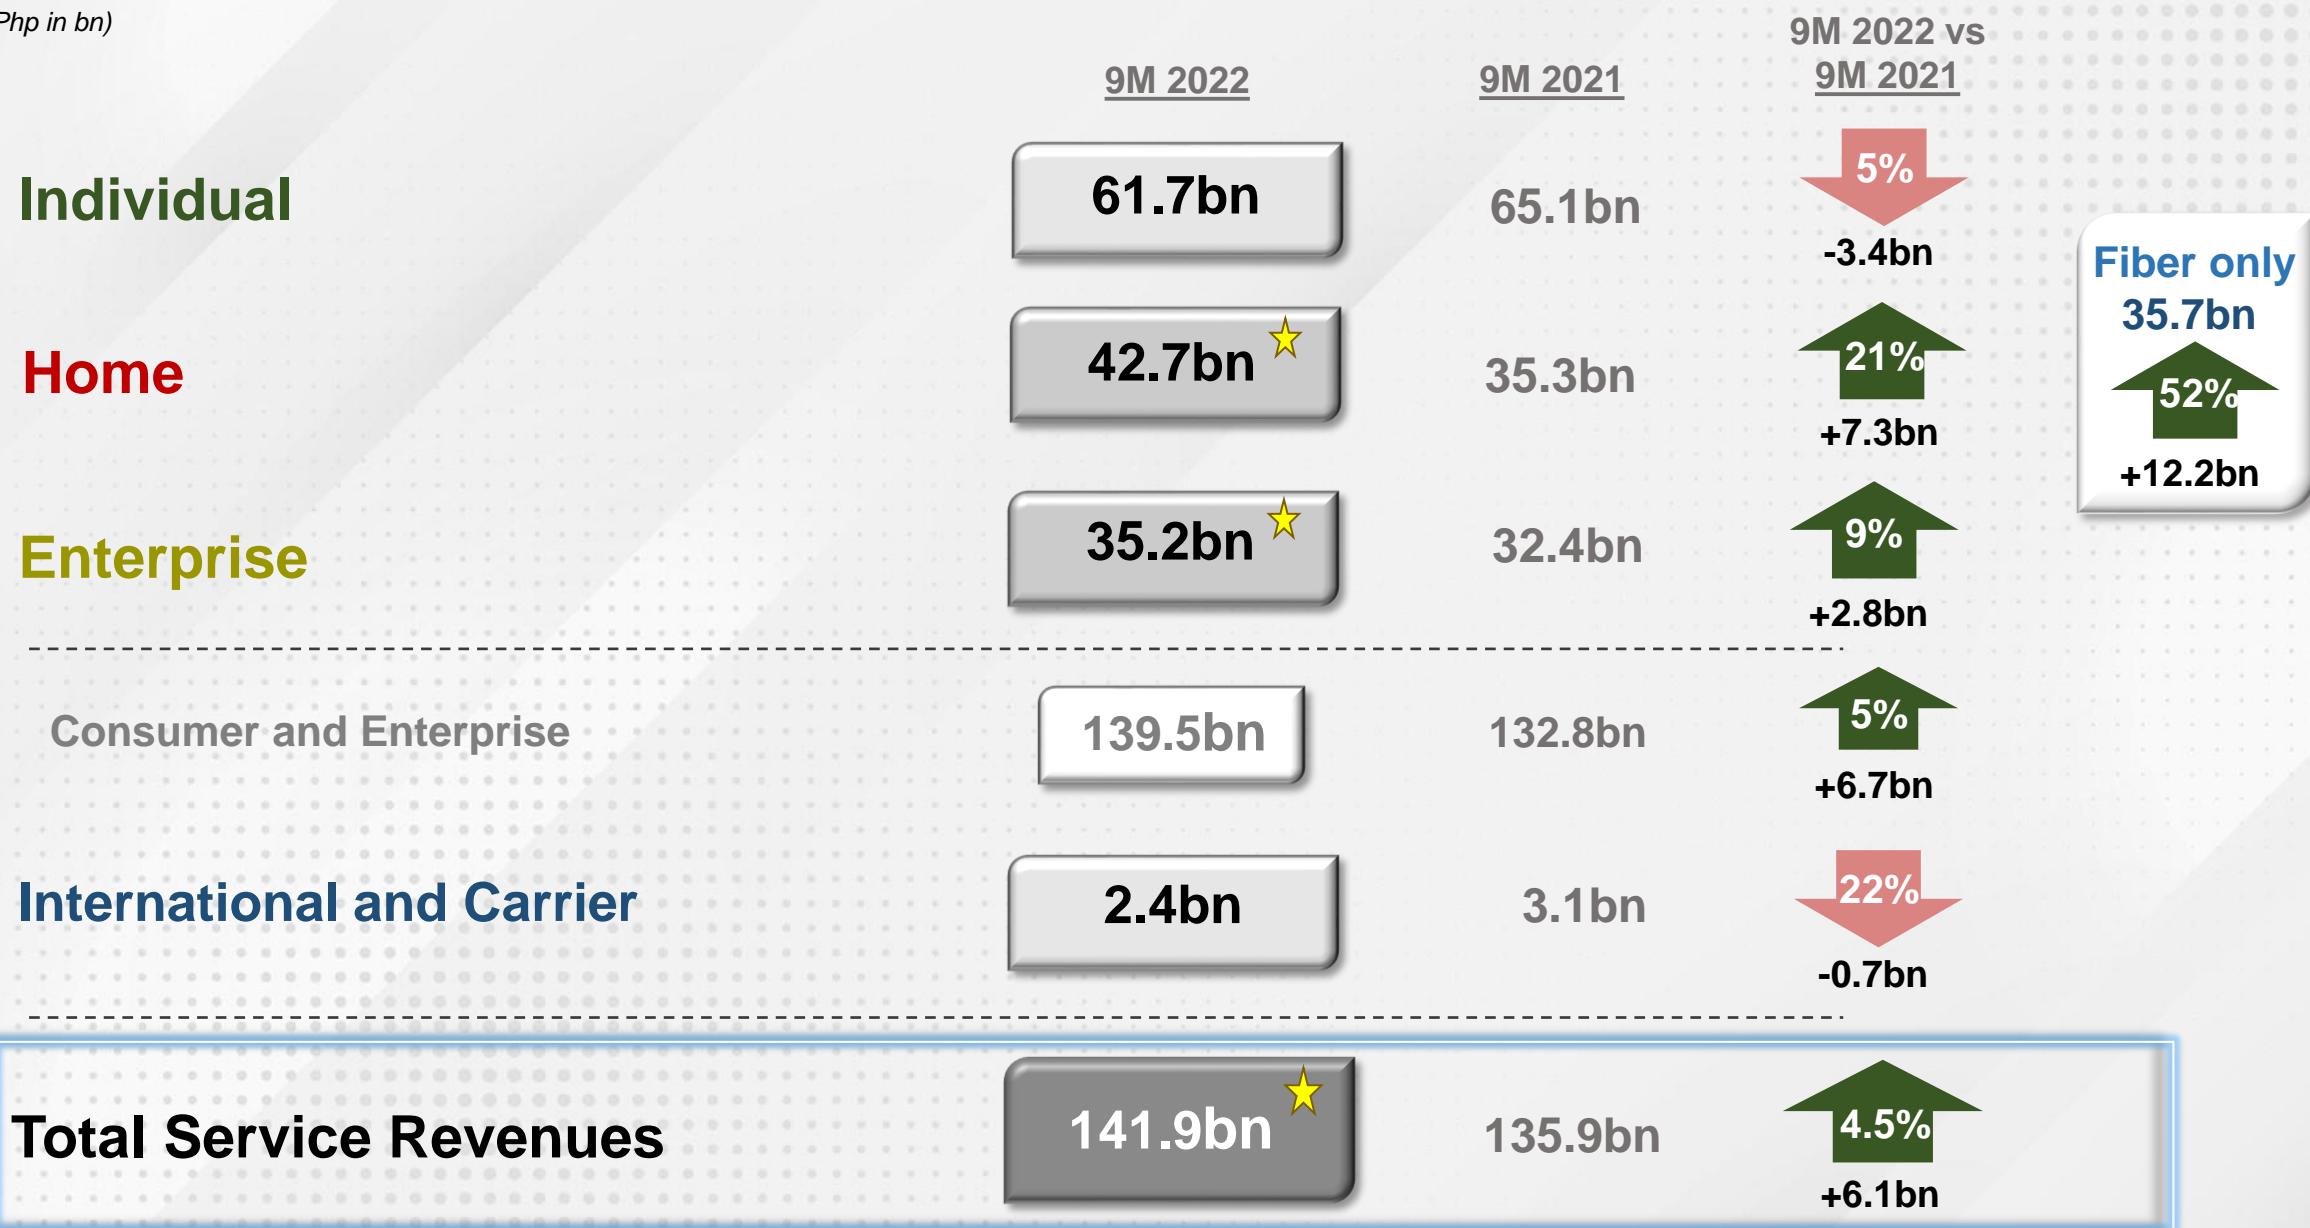 Php in bn)
9M 2022
9M 2021
9M 2022 vs
9M 2021
Individual
61.7bn
65.1bn
5%
-3.4bn
Home
42.7bn
35.3bn
21%
+7.3bn
Fiber only
35.7bn
52%
+12.2bn
Enterprise
35.2bn
32.4bn
9%
+2.8bn
Consumer and Enterprise
139.5bn
132.8bn
5%
+6.7bn
International and Carrier
2.4bn
3.1bn
22%
-0.7bn
Total Service Revenues
141.9bn
135.9bn
4.5%
+6.1bn